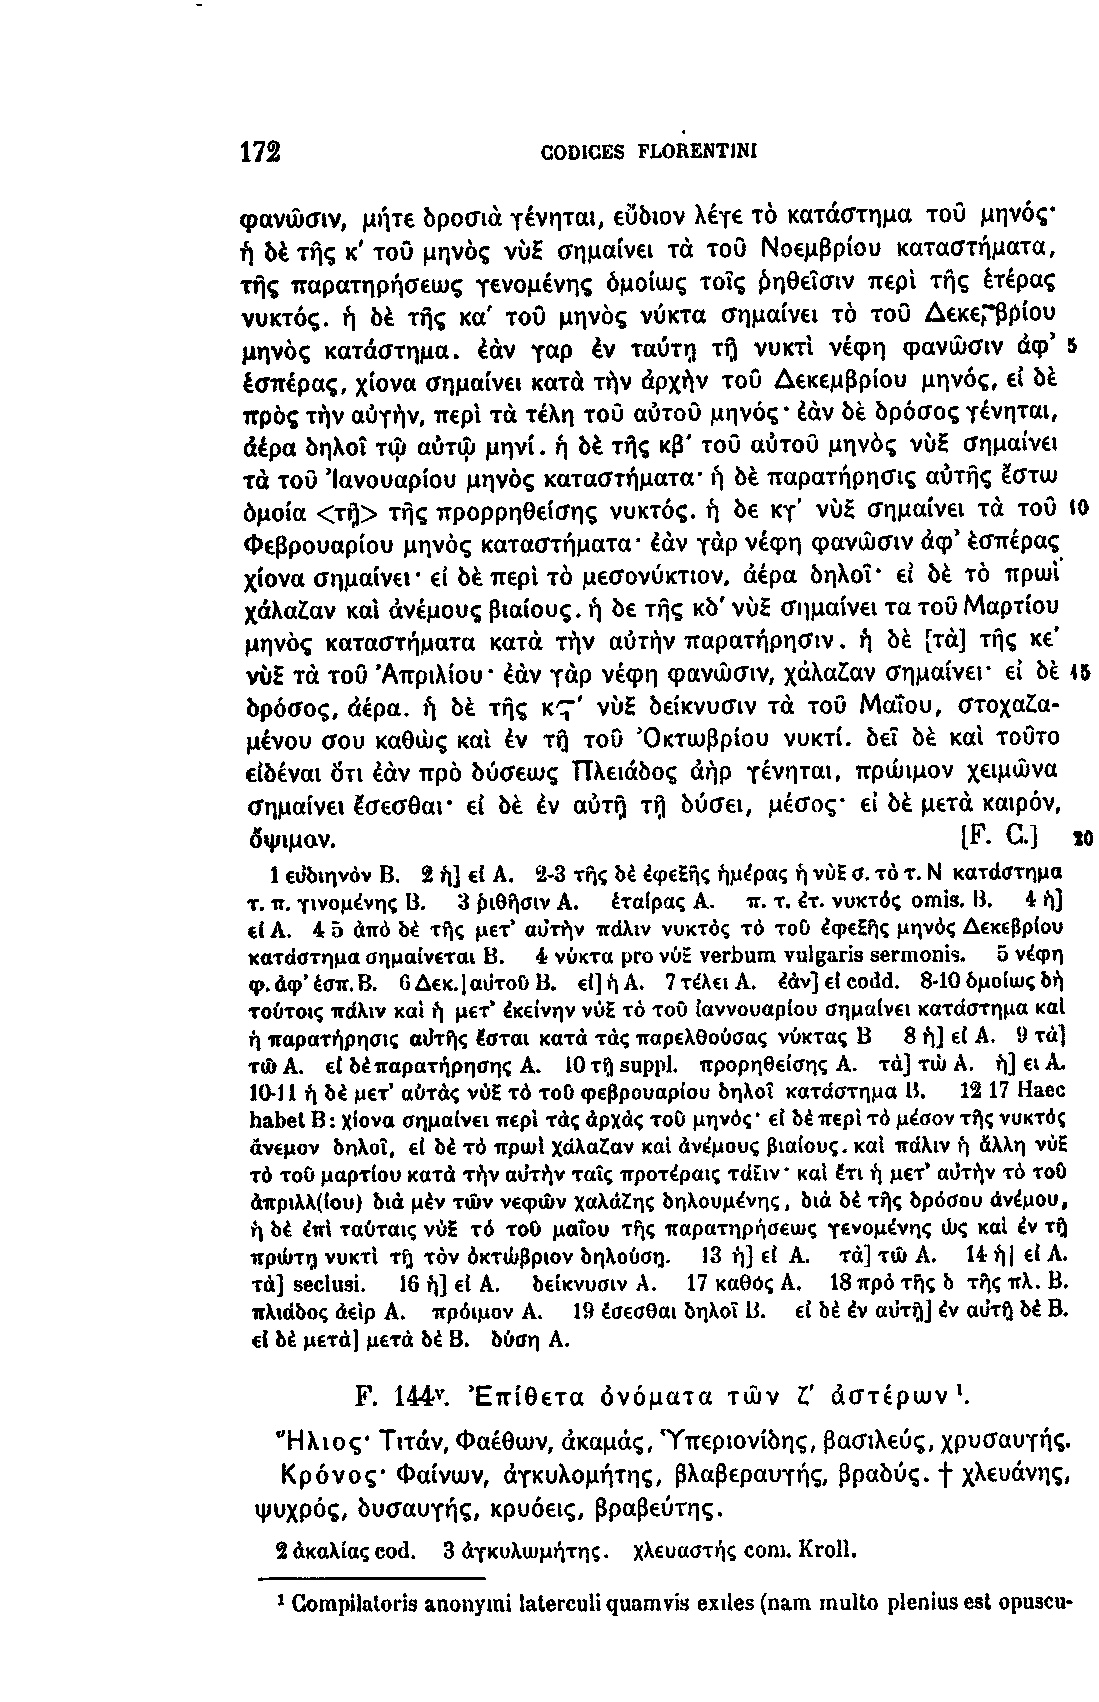 172 CODICES FLORENTINI
φανῶσιν, μήτε δροσιὰ γένηται, εὔδιον λέγε τὸ κατάστημα τοῦ μηνός·
ἡ δὲ τῆς κ′ τοῦ μηνὸς νὺξ σημαίνει τὰ τοῦ Νοεμβρίου καταστήματα,
τῆς παρατηρήσεως γενομένης ὁμοίως τοῖς ῥηθεῖσιν περὶ τῆς ἑτέρας
νυκτός. ἡ δὲ τῆς κα′ τοῦ μηνὸς νύκτα σημαίνει τὸ τοῦ Δεκεμβρίου
μηνὸς κατάστημα. ἐὰν γαρ ἐν ταύτῃ τῇ νυκτὶ νέφη φανῶσιν ἀφ’ 5
ἑσπέρας, χίονα σημαίνει κατὰ τὴν ἀρχὴν τοῦ Δεκεμβρίου μηνός, εἰ δὲ
πρὸς τὴν αὐγήν, περὶ τὰ τέλη τοῦ αὐτοῦ μηνός· ἐὰν δὲ δρόσος γένηται,
ἀέρα δηλοῖ τῷ αὐτῷ μηνί. ἡ δὲ τῆς κβ′ τοῦ αὐτοῦ μηνὸς νὺξ σημαίνει
τὰ τοῦ Ἰανουαρίου μηνὸς καταστήματα· ἡ δὲ παρατήρησις αὐτῆς ἔστω
ὁμοία <τῇ> τῆς προρρηθείσης νυκτός. ἡ δε κγ′ νὺξ σημαίνει τὰ τοῦ 10
Φεβρουαρίου μηνὸς καταστήματα· ἐὰν γὰρ νέφη φανῶσιν ἀφ’ ἑσπέρας
χίονα σημαίνει· εἰ δὲ περὶ τὸ μεσονύκτιον, ἀέρα δηλοῖ· εἰ δὲ τὸ πρωὶ
χάλαζαν καὶ ἀνέμους βιαίους. ἡ δε τῆς κδ′ νὺξ σημαίνει τα τοῦ Μαρτίου
μηνὸς καταστήματα κατὰ τὴν αὐτὴν παρατήρησιν. ἡ δὲ [τὰ] τῆς κε′
νὺξ τὰ τοῦ Ἀπριλίου· ἐὰν γὰρ νέφη φανῶσιν, χάλαζαν σημαίνει· εἰ δὲ 15
δρόσος, ἀέρα. ἡ δὲ τῆς κϛ′ νὺξ δείκνυσιν τὰ τοῦ Μαΐου, στοχαζα-
μένου σου καθὼς καὶ ἐν τῇ τοῦ Ὀκτωβρίου νυκτί. δεῖ δὲ καὶ τοῦτο
εἰδέναι ὅτι ἐὰν πρὸ δύσεως Πλειάδος ἀὴρ γένηται, πρώιμον χειμῶνα
σημαίνει ἔσεσθαι· εἰ δὲ ἐν αὐτῇ τῇ δύσει, μέσος· εἰ δὲ μετὰ καιρόν,
ὄψιμον. [F. C.] 20
1 εὐδιηνόν B. 2 ἡ] εἰ A. 2-3 τῆς δὲ ἐφεξῆς ἡμέρας ἡ νὺξ σ. τὸ τ. N κατάστημα
τ. π. γινομένης B. 3 ῥιθῆσιν A. ἑταίρας A. π. τ. ἑτ. νυκτός omis. B. 4 ἡ]
εἰ A. 4 5 ἀπὸ δὲ τῆς μετ’ αὐτὴν πάλιν νυκτὸς τὸ τοῦ ἐφεξῆς μηνός Δεκεβρίου
κατάστημα σημαίνεται B. 4 νύκτα pro νὺξ verbum vulgaris sermonis. 5 νέφη
φ. ἀφ’ ἑσπ. B. 6 Δεκ.] αὐτοῦ B. εἰ] ἡ A. 7 τέλει A. ἐάν] εἰ codd. 8-10 ὁμοίως δὴ
τούτοις πάλιν καὶ ἡ μετ’ ἐκείνην νὺξ τὸ τοῦ ἰαννουαρίου σημαίνει κατάστημα καὶ
ἡ παρατήρησις αὐτῆς ἔσται κατὰ τὰς παρελθούσας νύκτας B 8 ἡ] εἰ A. 9 τὰ]
τῶ A. εἰ δὲ παρατήρησης A. 10 τῇ suppl. προρηθείσης A. τὰ] τὼ A. ἡ] ει A.
10-11 ἡ δὲ μετ’ αὐτὰς νὺξ τὸ τοῦ φεβρουαρίου δηλοῖ κατάστημα B. 12 17 Haec
habet B: χίονα σημαίνει περὶ τὰς ἀρχὰς τοῦ μηνός· εἰ δὲ περὶ τὸ μέσον τῆς νυκτός
ἄνεμον δηλοῖ, εἰ δὲ τὸ πρωὶ χάλαζαν καὶ ἀνέμους βιαίους. καὶ πάλιν ἡ ἄλλη νὺξ
τὸ τοῦ μαρτίου κατὰ τὴν αὐτὴν ταῖς προτέραις τάξιν· καὶ ἔτι ἡ μετ’ αὐτὴν τὸ τοῦ
ἀπριλλ(ίου) διὰ μὲν τῶν νεφῶν χαλάζης δηλουμένης, διὰ δὲ τῆς δρόσου ἀνέμου,
ἡ δὲ ἐπὶ ταύταις νὺξ τὸ τοῦ μαΐου τῆς παρατηρήσεως γενομένης ὡς καὶ ἐν τῇ
πρώτῃ νυκτὶ τῇ τὸν ὀκτώβριον δηλούσῃ. 13 ἡ] εἰ A. τὰ] τῶ A. 14 ἡ] εἰ A.
τὰ] seclusi. 16 ἡ] εἰ A. δείκνυσιν A. 17 καθός A. 18 πρὸ τῆς δ τῆς πλ. B.
πλιάδος ἀεὶρ A. πρόιμον A. 19 ἔσεσθαι δηλοῖ B. εἰ δὲ ἐν αὐτῇ] ἐν αὐτῇ δὲ B.
εἰ δὲ μετὰ] μετὰ δὲ B. δύση A.
F. 144v. Ἐπίθετα ὀνόματα τῶν ζ′ ἀστέρων 1.
Ἥλιος· Τιτάν, Φαέθων, ἀκαμάς, Ὑπεριονίδης, βασιλεύς, χρυσαυγής.
Κρόνος· Φαίνων, ἀγκυλομήτης, βλαβεραυγής, βραδύς. † χλευάνης,
ψυχρός, δυσαυγής, κρυόεις, βραβεύτης.
2 ἀκαλίας cod. 3 ἀγκυλωμήτης. χλευαστής coni. Kroll.
1 Compilatoris anonymi laterculi quamvis exiles (nam multo plenius est opuscu-